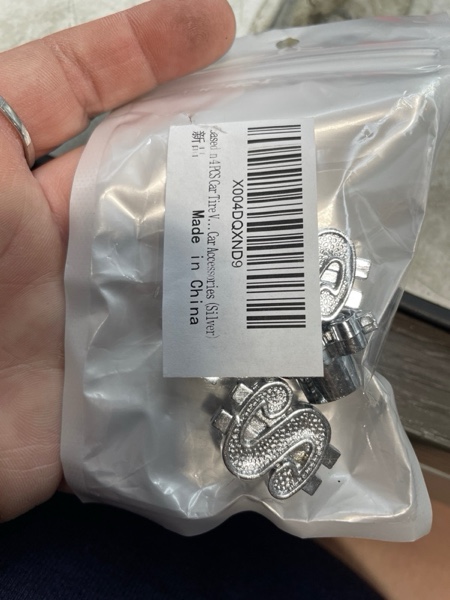 X004DQXND9
n 4 PCS Car Tire V...Car Accessories (Silver)
新
Made in China